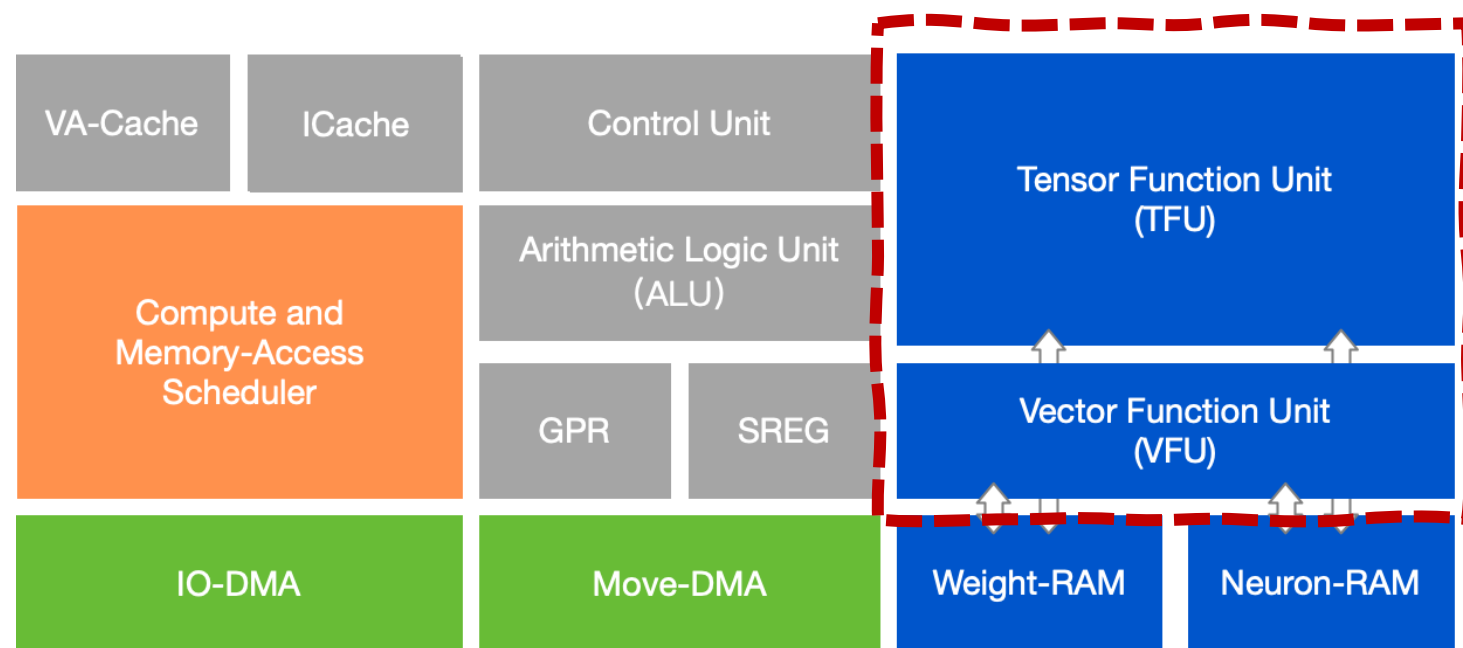 VA-Cache
ICache
Control Unit
Tensor Function Unit
(TFU)
Arithmetic Logic Unit
(ALU)
Compute and
Memory-Access
Scheduler
GPR
SREG
Vector Function Unit
(VFU)
IO-DMA
Move-DMA
Weight-RAM
Neuron-RAM